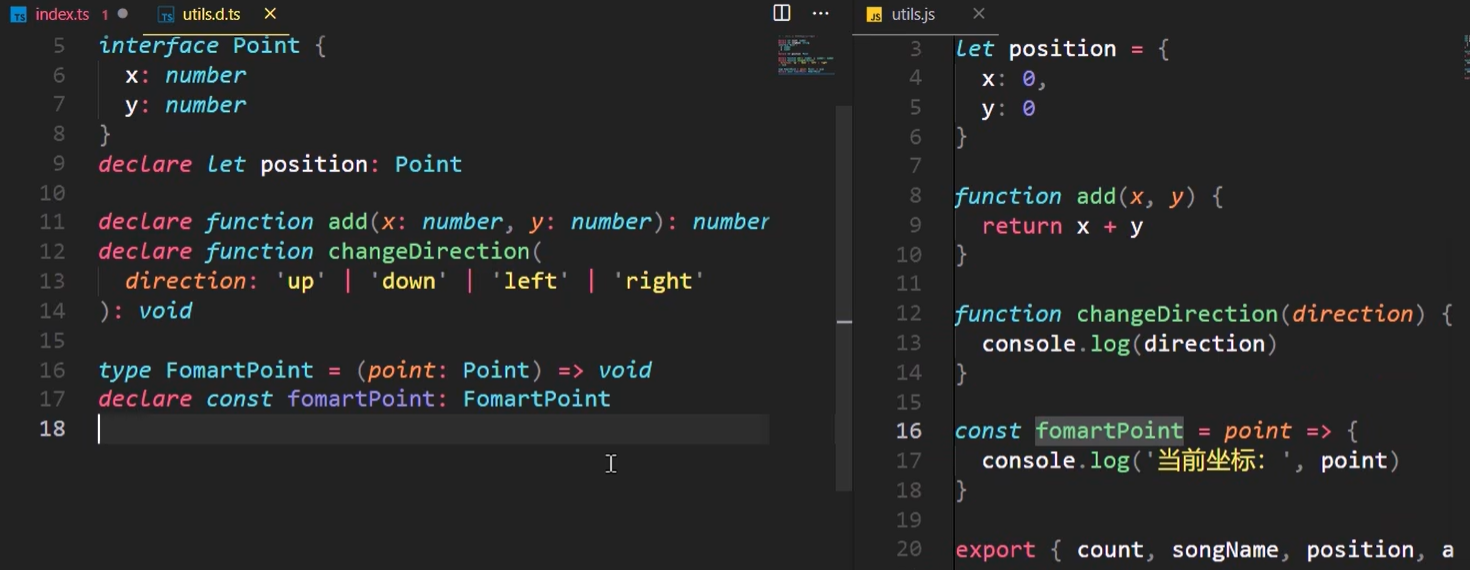 TS index.ts 1
TS utils.d.ts
5 interface Point {
6 x: number
7 y: number
8 }
9 declare let position: Point
10
11 declare function add(x: number, y: number): number
12 declare function changeDirection(
13 direction: 'up' | 'down' | 'left' | 'right'
14 ): void
15
16 type FomartPoint = (point: Point) => void
17 declare const fomartPoint: FomartPoint
18
JS utils.js
3 let position = {
4 x: 0,
5 y: 0
6 }
7
8 function add(x, y) {
9 return x + y
10 }
11
12 function changeDirection(direction) {
13 console.log(direction)
14 }
15
16 const fomartPoint = point => {
17 console.log('当前坐标: ', point)
18 }
19
20 export { count, songName, position, a